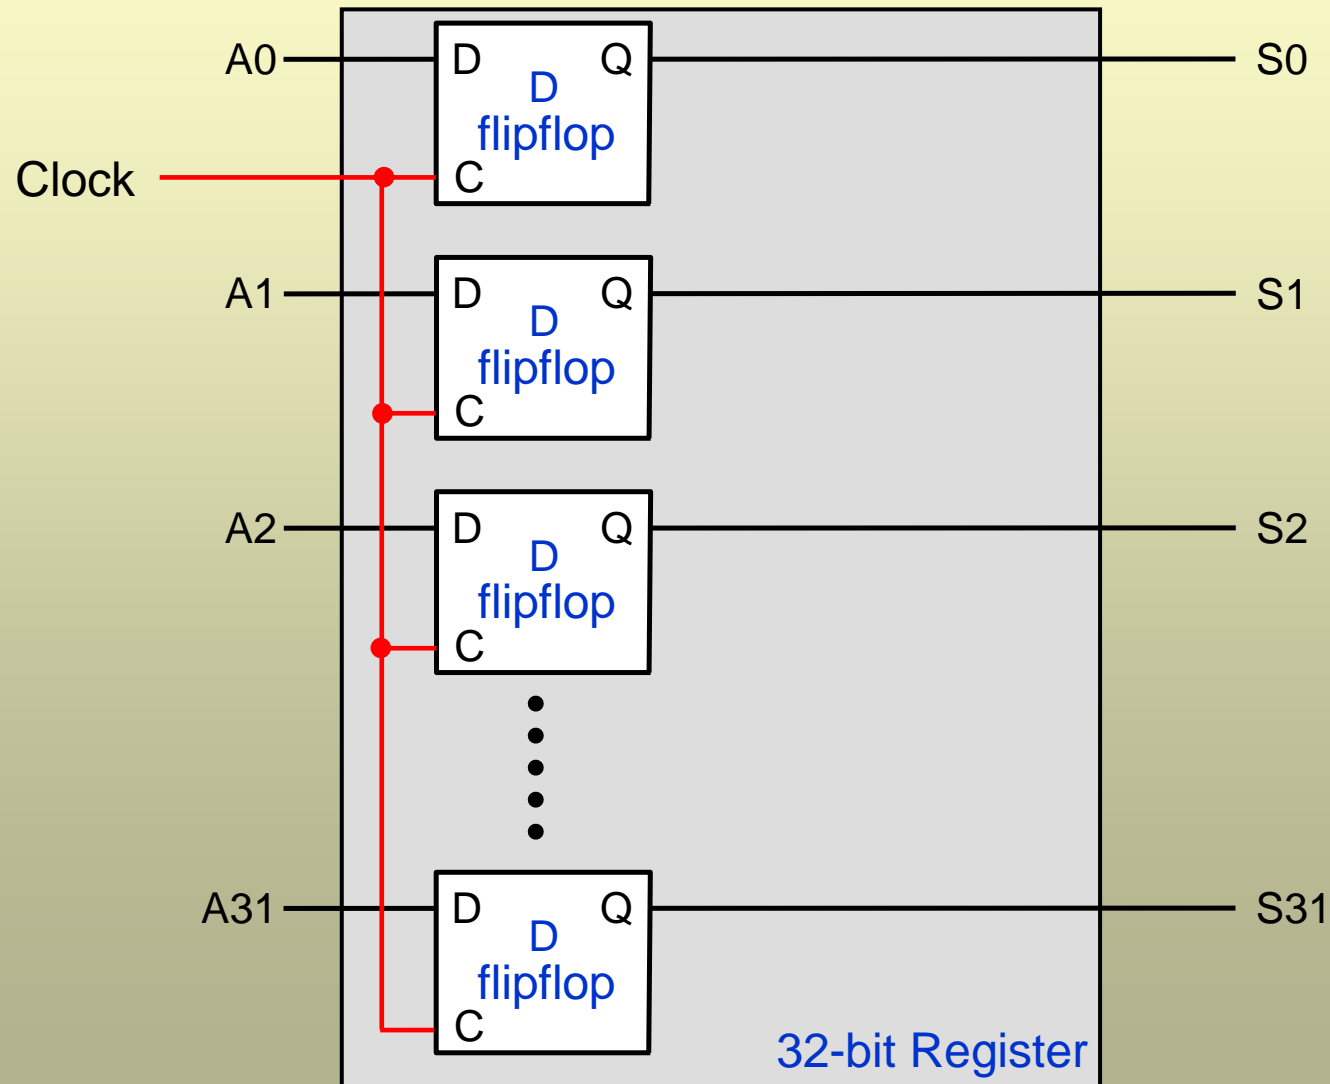 A0 D Q S0
D
flipflop
Clock C
A1 D Q S1
D
flipflop
C
A2 D Q S2
D
flipflop
C
A31 D Q S31
D
flipflop
C
32-bit Register